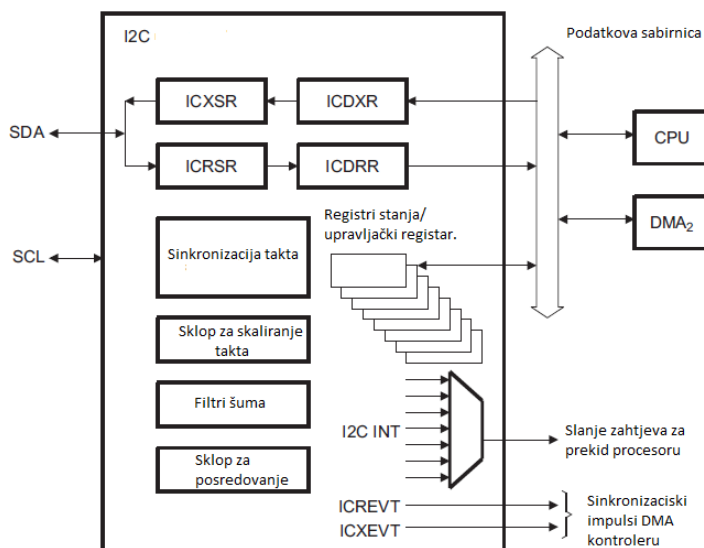 I2C
Podatkova sabirnica
ICXSR
ICDXR
SDA
CPU
ICRSR
ICDRR
DMA2
Registri stanja/
upravljački registar.
SCL
Sinkronizacija takta
Sklop za skaliranje
takta
Filtri šuma
I2C INT
Slanje zahtjeva za
prekid procesoru
Sklop za
posredovanje
ICREVT
ICXEVT
Sinkronizaciski
impulsi DMA
kontroleru